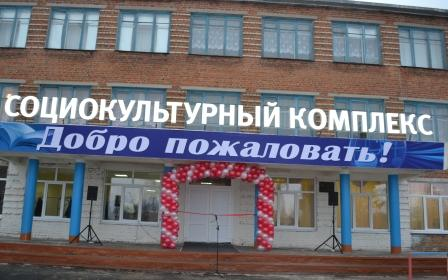 СОЦИОКУЛЬТУРНЫЙ КОМПЛЕКС
Добро пожаловать!